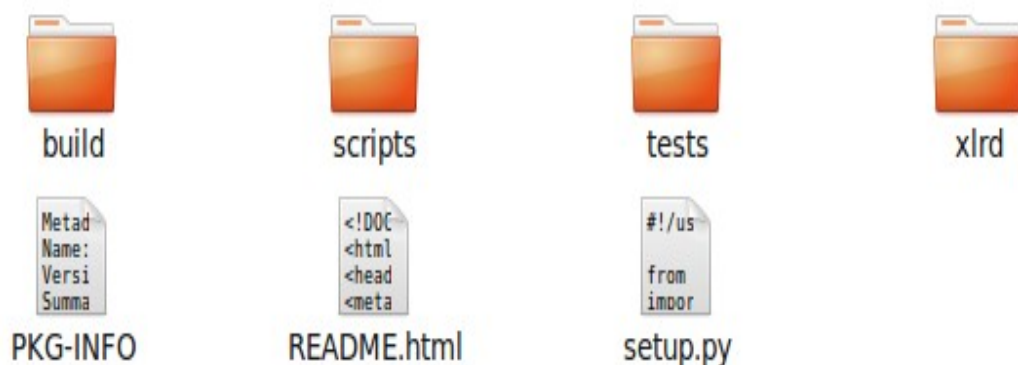 build
scripts
tests
xlrd
Metad
Name:
Versi
Summa
<!DOC
<html
<head
<meta
#!/us
from
impor
PKG-INFO
README.html
setup.py